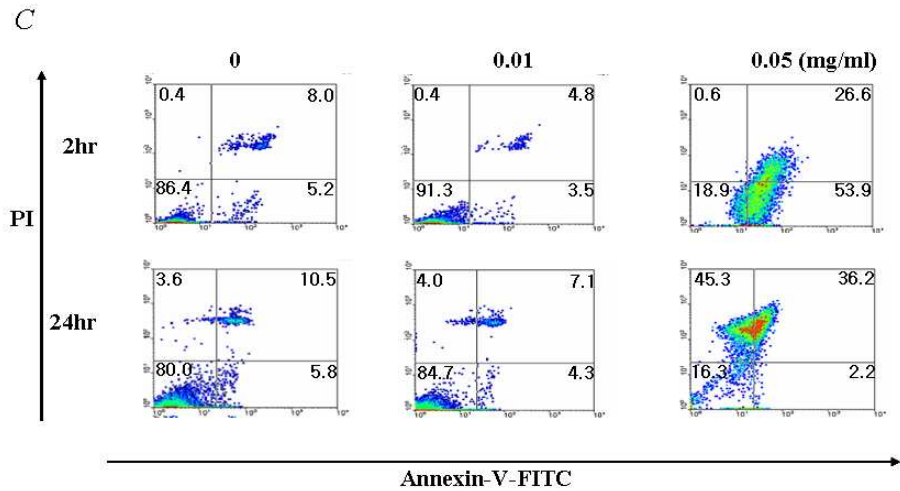 C
0 0.01 0.05 (mg/ml)
0.4 8.0 0.4 4.8 0.6 26.6
2hr
86.4 5.2 91.3 3.5 18.9 53.9
PI
3.6 10.5 4.0 7.1 45.3 36.2
24hr
80.0 5.8 84.7 4.3 16.3 2.2
Annexin-V-FITC